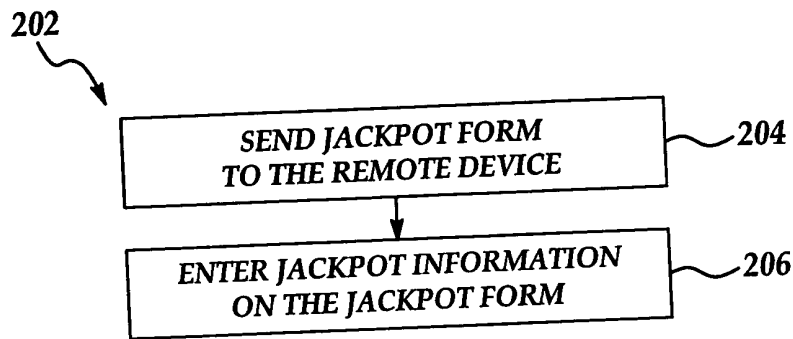 202
SEND JACKPOT FORM
TO THE REMOTE DEVICE
204
ENTER JACKPOT INFORMATION
ON THE JACKPOT FORM
206